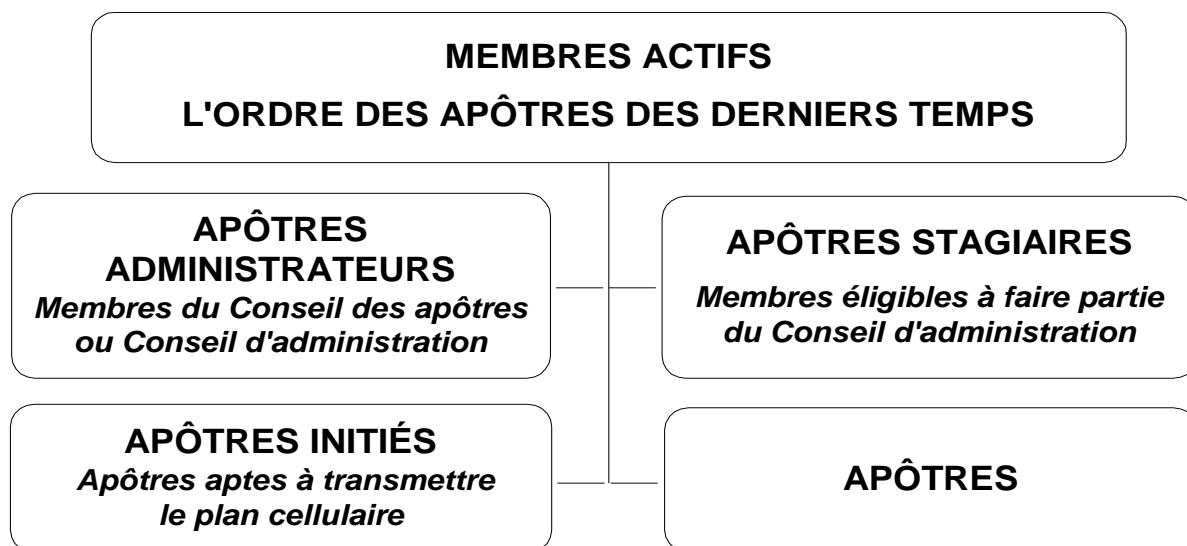 MEMBRES ACTIFS
L'ORDRE DES APÔTRES DES DERNIERS TEMPS
APÔTRES
ADMINISTRATEURS
Membres du Conseil des apôtres
ou Conseil d'administration
APÔTRES STAGIAIRES
Membres éligibles à faire partie
du Conseil d'administration
APÔTRES INITIÉS
Apôtres aptes à transmettre
le plan cellulaire
APÔTRES